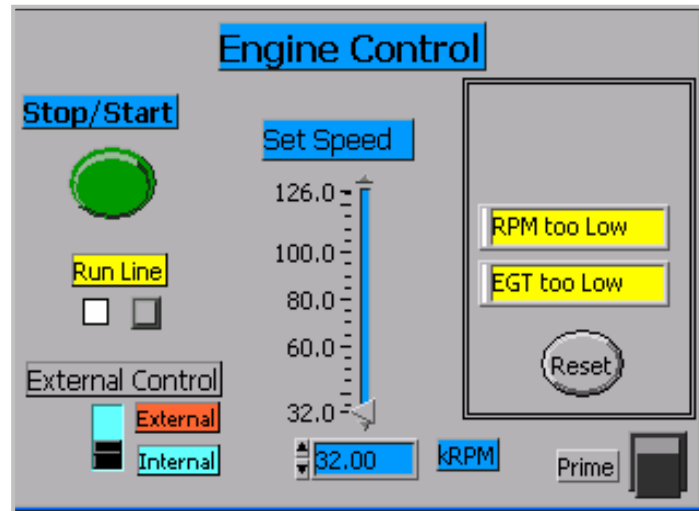 Engine Control
Stop/Start
Set Speed
126.0
100.0
80.0
60.0
32.0
32.00
kRPM
Run Line
External Control
External
Internal
RPM too Low
EGT too Low
Reset
Prime